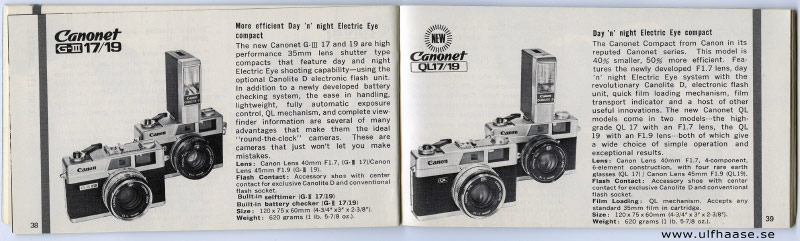 Canonet
G-III 17/19
More efficient Day 'n' night Electric Eye
compact
The new Canonet G-III 17 and 19 are high
performance 35mm lens shutter type
compacts that feature day and night
Electric Eye shooting capability—using the
optional Canolite D electronic flash unit.
In addition to a newly developed battery
checking system, the ease in handling,
lightweight, fully automatic exposure
control, QL mechanism, and complete view-
finder information are several of many
advantages that make them the ideal
"round-the-clock" cameras. These are
cameras that just won't let you make
mistakes.
Lens: Canon Lens 40mm F1.7, (G-III 17)/Canon
Lens 45mm F1.9 (G-III 19).
Flash Contact: Accessory shoe with center
contact for exclusive Canolite D and conventional
flash socket.
Built-in selftimer (G-III 17/19)
Built-in battery checker (G-III 17/19)
Size: 120 x 75 x 60mm (4-3/4"x3" x 2-3/8").
Weight: 620 grams (1 lb. 5-7/8 oz.).
38
Canon
Canon
NEW
Canonet
QL17/19
Day 'n' night Electric Eye compact
The Canonet Compact from Canon in its
reputed Canonet series. This model is
40% smaller, 50% more efficient. Fea-
tures the newly developed F1.7 lens, day
'n' night Electric Eye system with the
revolutionary Canolite D, electronic flash
unit, quick film loading mechanism, film
transport indicator and a host of other
useful innovations. The new Canonet QL
models come in two models—the high-
grade QL 17 with an F1.7 lens, the QL
19 with an F1.9 lens—both of which give
a wide choice of simple operation and
exceptional results.
Lens: Canon Lens 40mm F1.7, 4-component,
6-element construction, with four rare earth
glasses (QL 17) / Canon Lens 45mm F1.9 (QL19).
Flash Contact: Accessory shoe with center
contact for exclusive Canolite D and conventional
flash socket.
Film Loading: QL mechanism. Accepts any
standard 35mm film in cartridge.
Size: 120 x 75 x 60mm (4-3/4"x 3" x 2-3/8").
Weight: 620 grams (1 lb. 5-7/8 oz.).
39
Canon
Canon
QL
www.ulfhaase.se